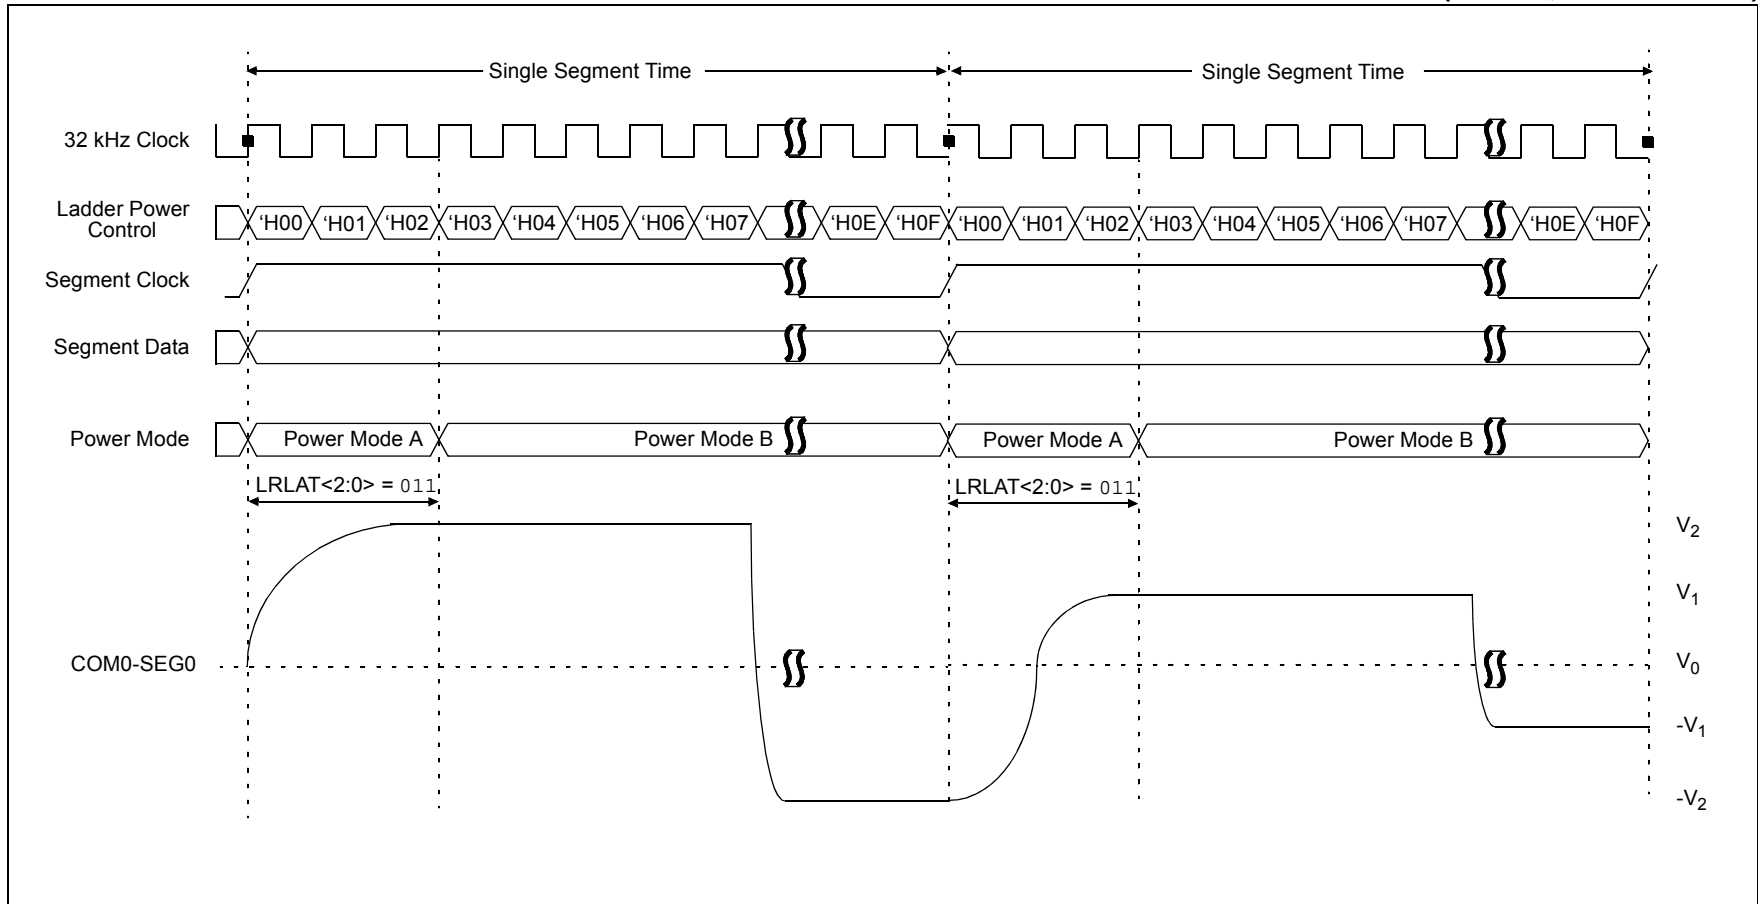 Single Segment Time Single Segment Time
32 kHz Clock
Ladder Power
Control
‘H00 ‘H01 ‘H02 ‘H03 ‘H04 ‘H05 ‘H06 ‘H07 ‘H0E ‘H0F ‘H00 ‘H01 ‘H02 ‘H03 ‘H04 ‘H05 ‘H06 ‘H07 ‘H0E ‘H0F
Segment Clock
Segment Data
Power Mode Power Mode A Power Mode B Power Mode A Power Mode B
LRLAT<2:0> = 011 LRLAT<2:0> = 011
V2
V1
COM0-SEG0 V0
-V1
-V2